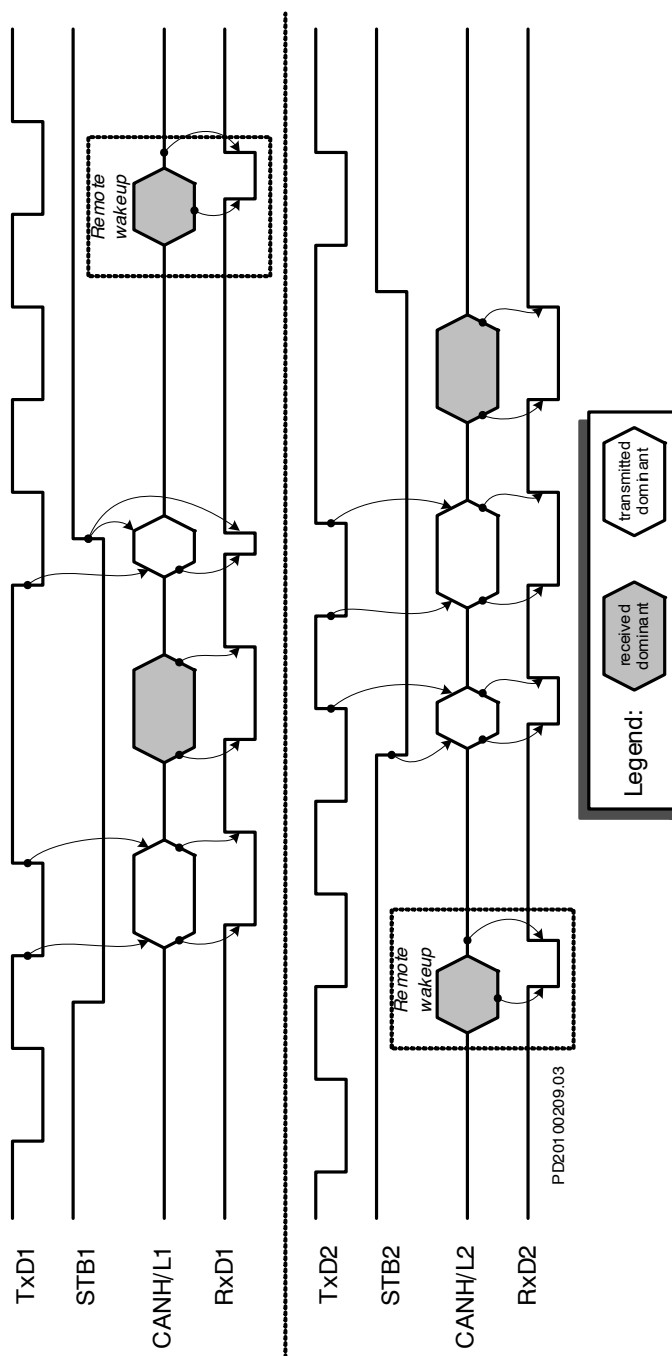 TxD1
STB1
CANH/L1
RxD1
Remote
wakeup
TxD2
STB2
CANH/L2
RxD2
Remote
wakeup
PD20100209.03
Legend:
received
dominant
transmitted
dominant